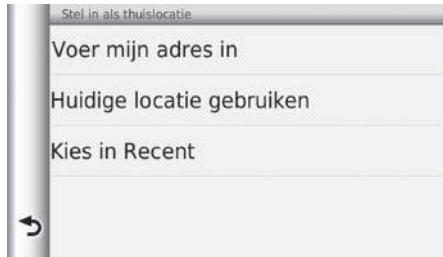 Stel in als thuislocatie
Voer mijn adres in
Huidige locatie gebruiken
Kies in Recent